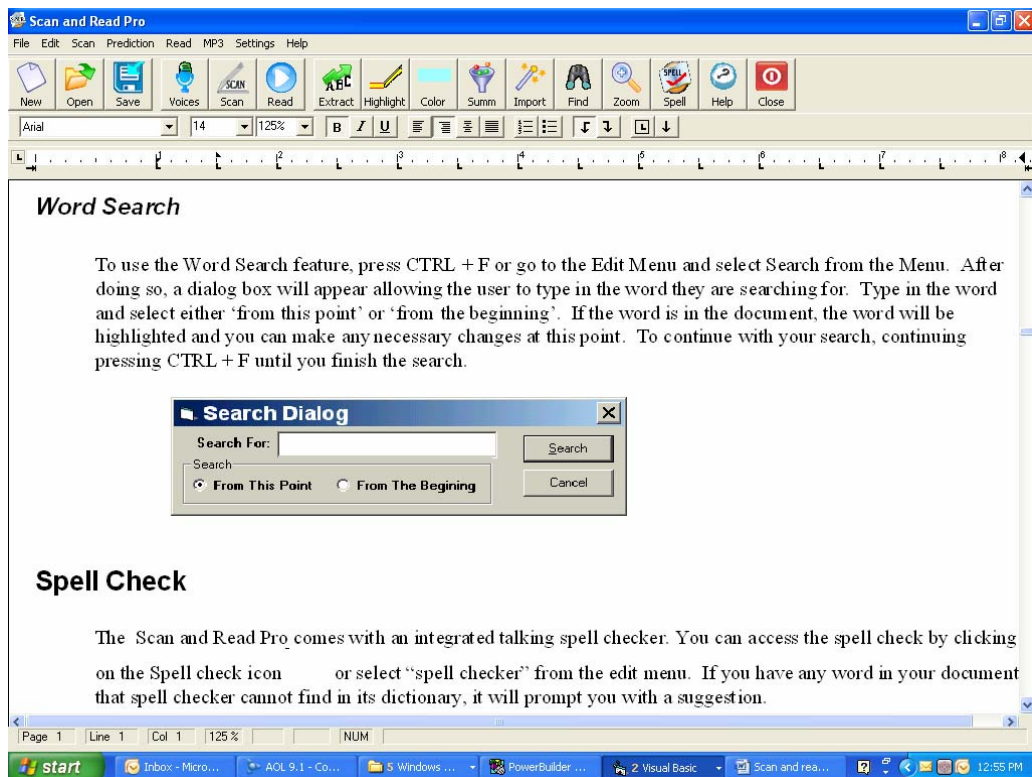 Scan and Read Pro
File Edit Scan Prediction Read MP3 Settings Help
SCAN ABC SPELL
New Open Save Voices Scan Read Extract Highlight Color Summ Import Find Zoom Spell Help Close
Arial 14 125% B I U
1 2 3 4 5 6 7 8
Word Search
To use the Word Search feature, press CTRL + F or go to the Edit Menu and select Search from the Menu. After
doing so, a dialog box will appear allowing the user to type in the word they are searching for. Type in the word
and select either ‘from this point’ or ‘from the beginning’. If the word is in the document, the word will be
highlighted and you can make any necessary changes at this point. To continue with your search, continuing
pressing CTRL + F until you finish the search.
Search Dialog
Search For:
Search
Search
From This Point From The Begining
Cancel
Spell Check
The Scan and Read Pro comes with an integrated talking spell checker. You can access the spell check by clicking
on the Spell check icon or select “spell checker” from the edit menu. If you have any word in your document
that spell checker cannot find in its dictionary, it will prompt you with a suggestion.
Page 1 Line 1 Col 1 125 % NUM
start Inbox - Micro... AOL 9.1 - Co... 5 Windows ... PowerBuilder ... 2 Visual Basic Scan and rea... 12:55 PM